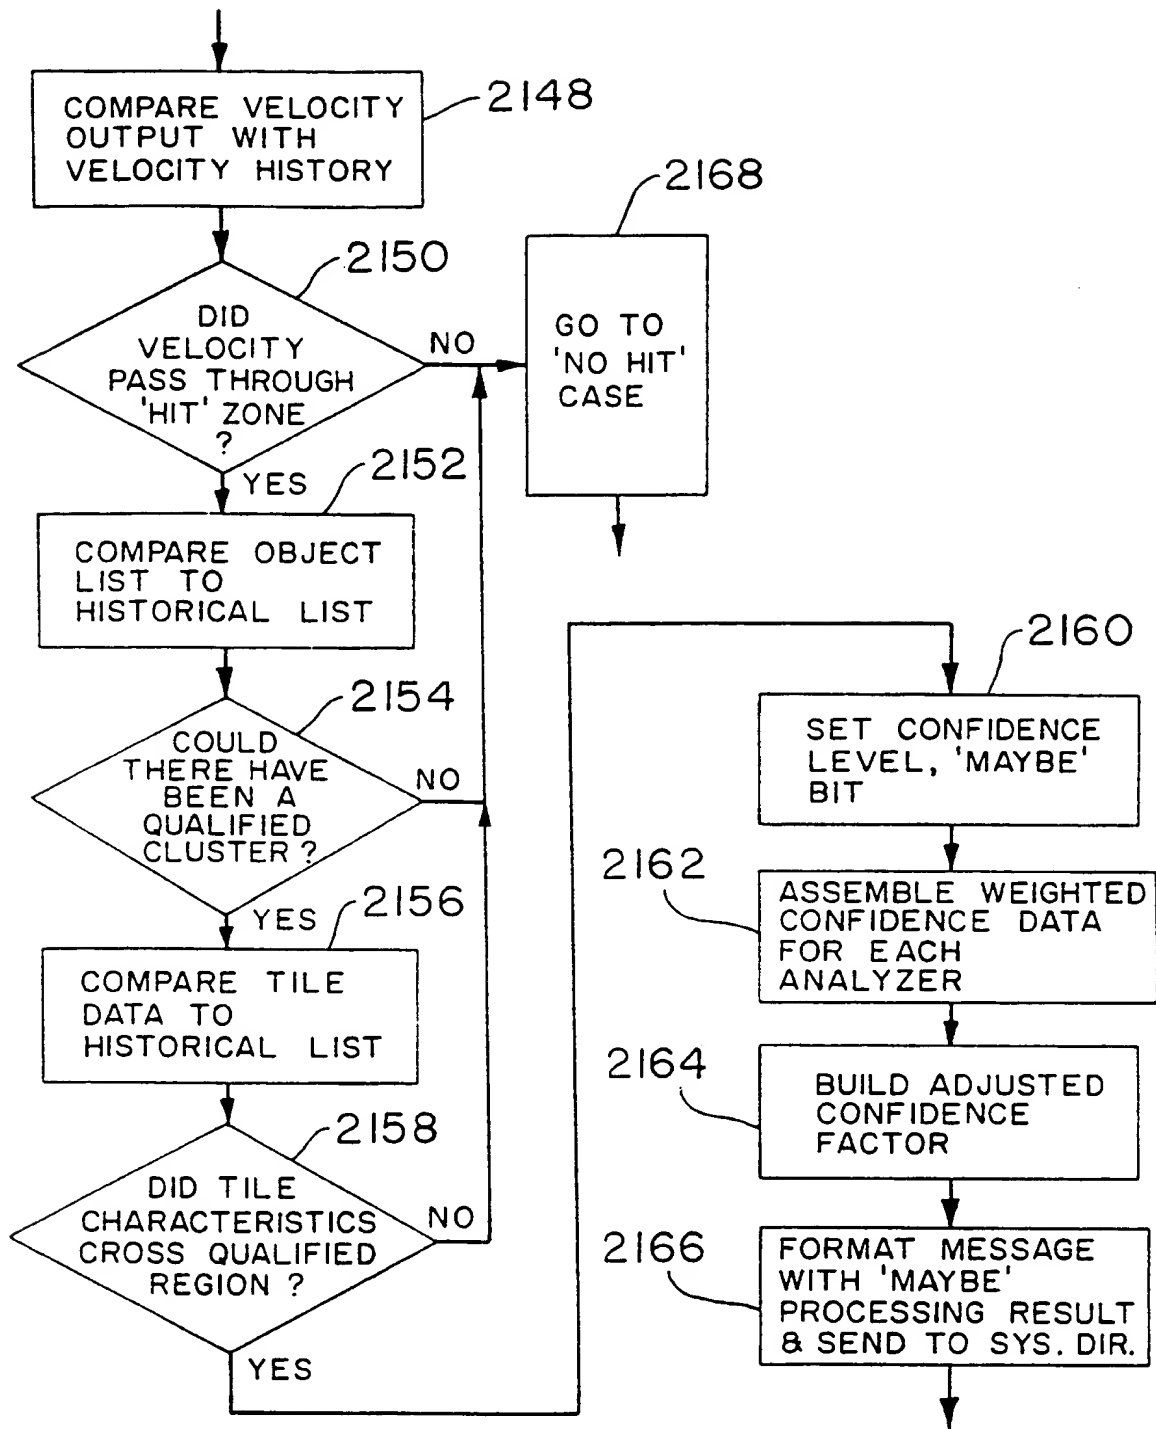 COMPARE VELOCITY
OUTPUT WITH
VELOCITY HISTORY
2148
2150
DID
VELOCITY
PASS THROUGH
'HIT' ZONE
?
NO
YES
2168
GO TO
'NO HIT'
CASE
2152
COMPARE OBJECT
LIST TO
HISTORICAL LIST
2154
COULD
THERE HAVE
BEEN A
QUALIFIED
CLUSTER ?
NO
YES
2156
COMPARE TILE
DATA TO
HISTORICAL LIST
2158
DID TILE
CHARACTERISTICS
CROSS QUALIFIED
REGION ?
NO
YES
2160
SET CONFIDENCE
LEVEL, 'MAYBE'
BIT
2162
ASSEMBLE WEIGHTED
CONFIDENCE DATA
FOR EACH
ANALYZER
2164
BUILD ADJUSTED
CONFIDENCE
FACTOR
2166
FORMAT MESSAGE
WITH 'MAYBE'
PROCESSING RESULT
& SEND TO SYS. DIR.